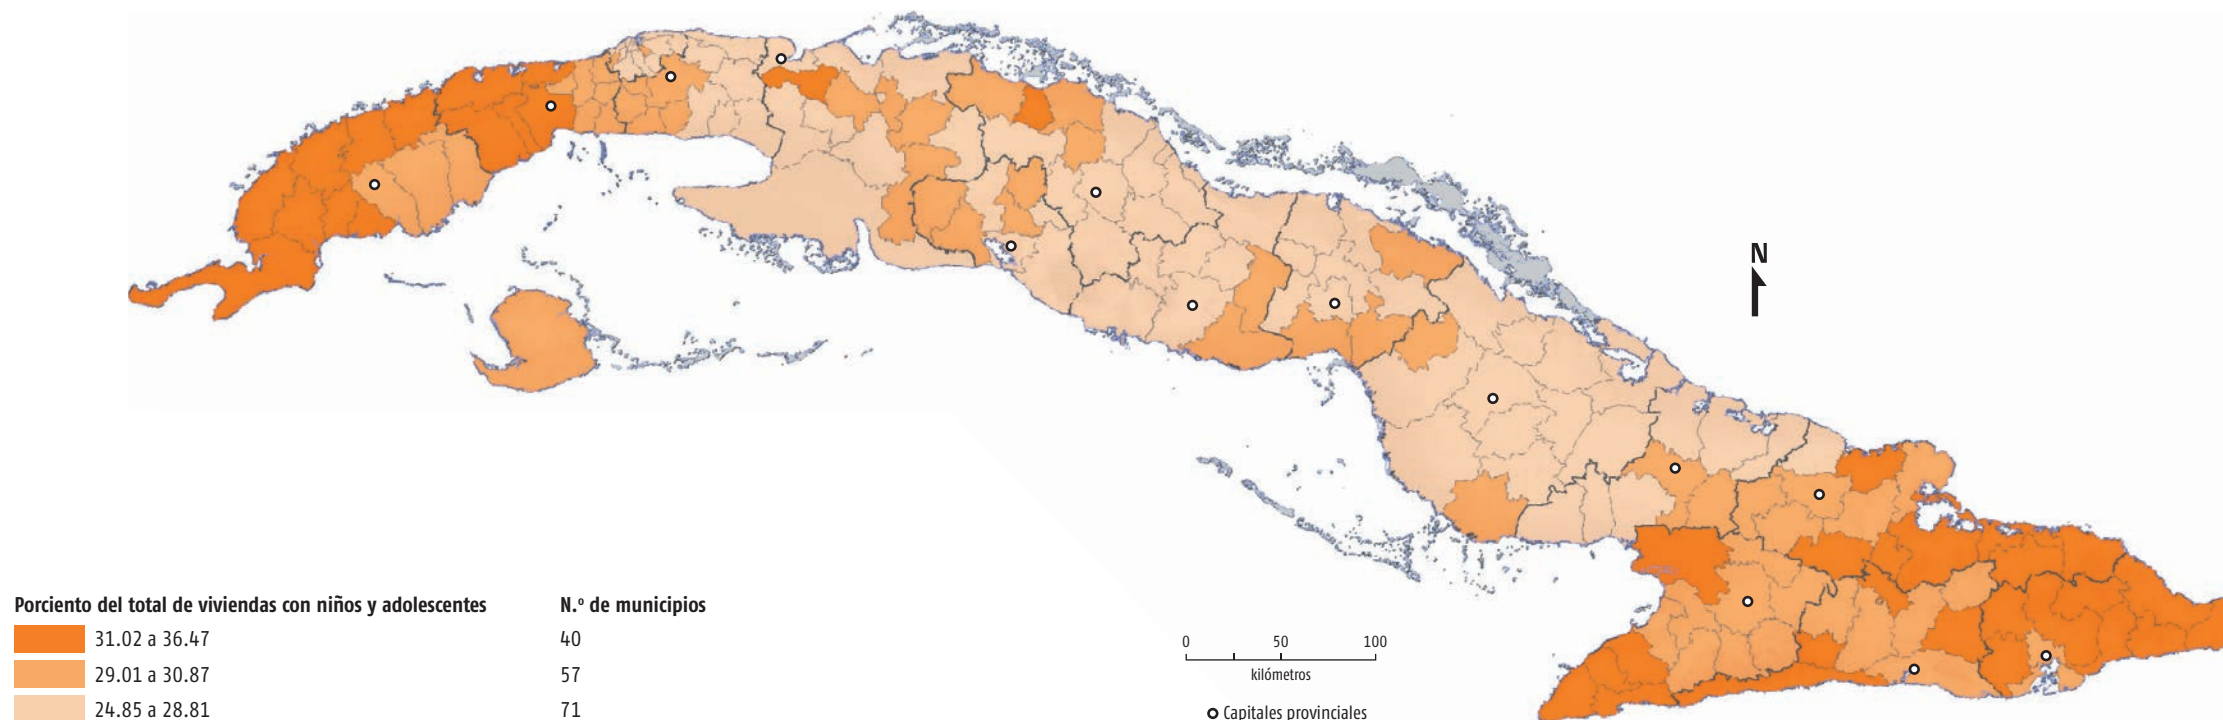 N
Porciento del total de viviendas con niños y adolescentes N.º de municipios
31.02 a 36.47 40
29.01 a 30.87 57
24.85 a 28.81 71
0 50 100
kilómetros
Capitales provinciales